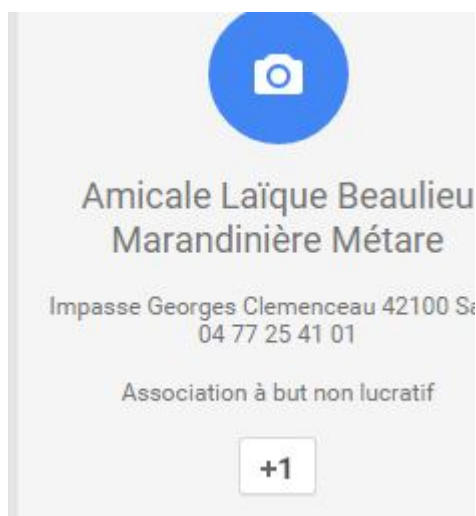 Amicale Laïque Beaulieu
Marandinière Métare
Impasse Georges Clemenceau 42100
04 77 25 41 01
Association à but non lucratif
+1